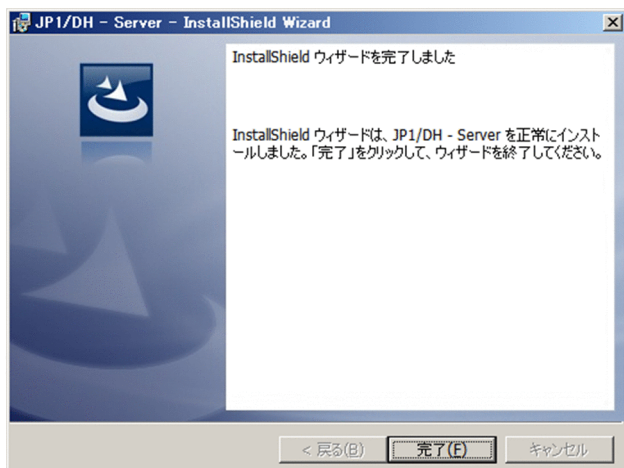 JP1/DH - Server - InstallShield Wizard
InstallShield ウィザードを完了しました
InstallShield ウィザードは、JP1/DH - Server を正常にインスト
ールしました。「完了」をクリックして、ウィザードを終了してください。
< 戻る(B)
完了(F)
キャンセル